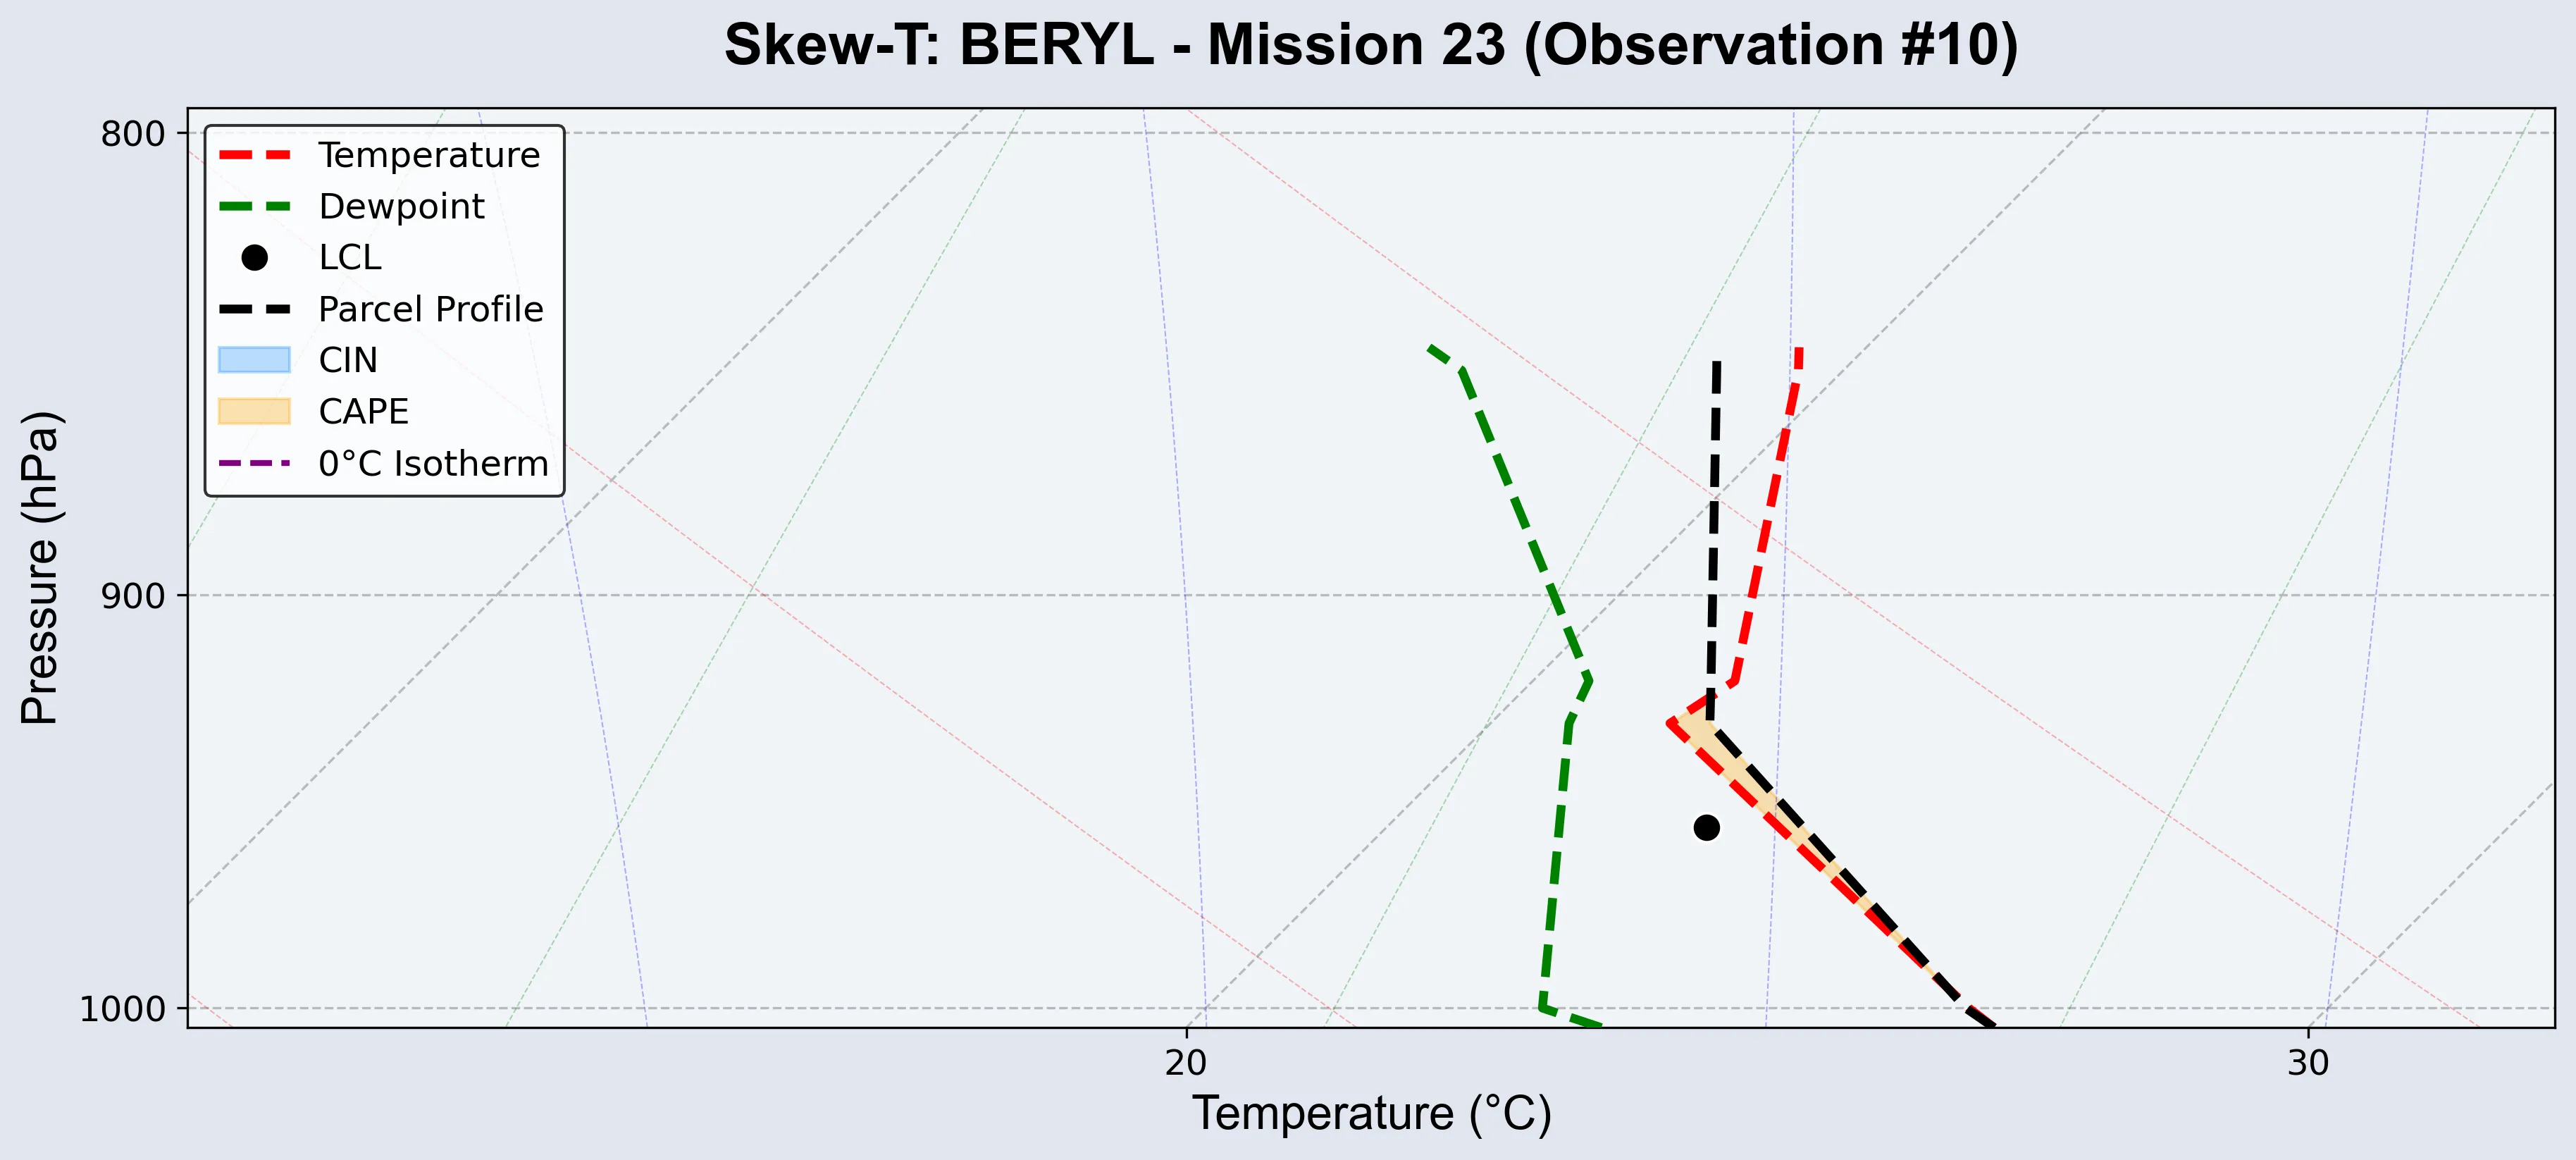 Skew-T: BERYL - Mission 23 (Observation #10)
Temperature
Dewpoint
LCL
Parcel Profile
CIN
CAPE
0°C Isotherm
Pressure (hPa)
800
900
1000
20
30
Temperature (°C)